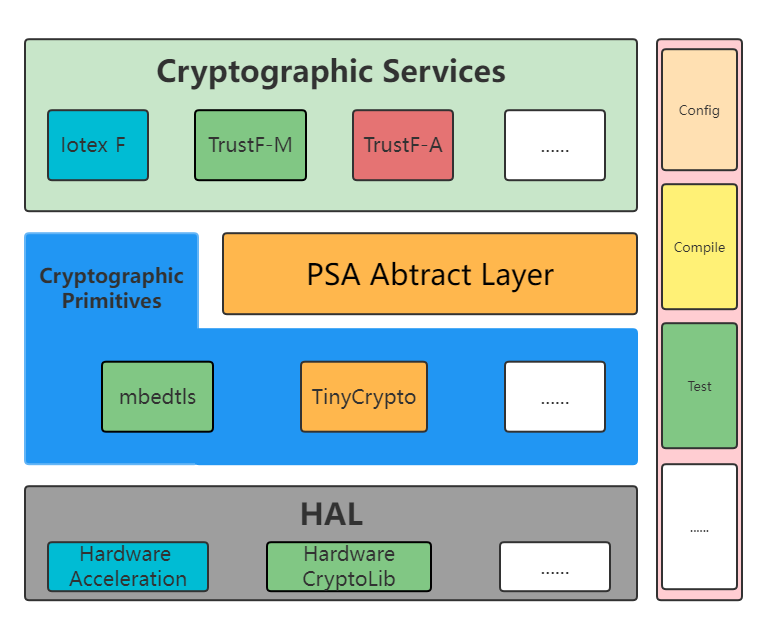 Cryptographic Services
Iotex F
TrustF-M
TrustF-A
......
Cryptographic
Primitives
PSA Abtract Layer
mbedtls
TinyCrypto
......
HAL
Hardware
Acceleration
Hardware
CryptoLib
......
Config
Compile
Test
......